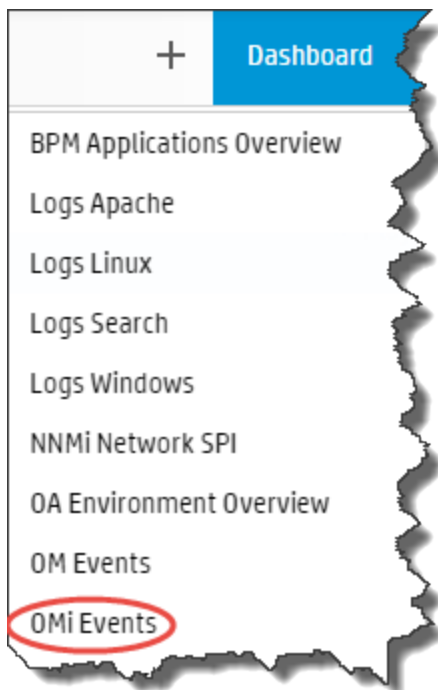 + Dashboard
BPM Applications Overview
Logs Apache
Logs Linux
Logs Search
Logs Windows
NNMi Network SPI
OA Environment Overview
OM Events
OMi Events